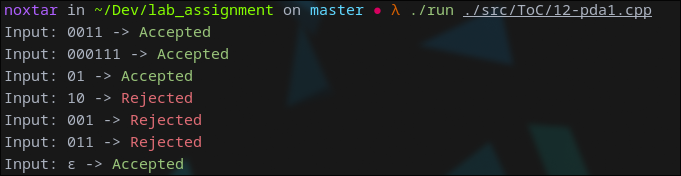 noxtar in ~/Dev/lab_assignment on master ● λ ./run ./src/ToC/12-pda1.cpp
Input: 0011 -> Accepted
Input: 000111 -> Accepted
Input: 01 -> Accepted
Input: 10 -> Rejected
Input: 001 -> Rejected
Input: 011 -> Rejected
Input: ε -> Accepted